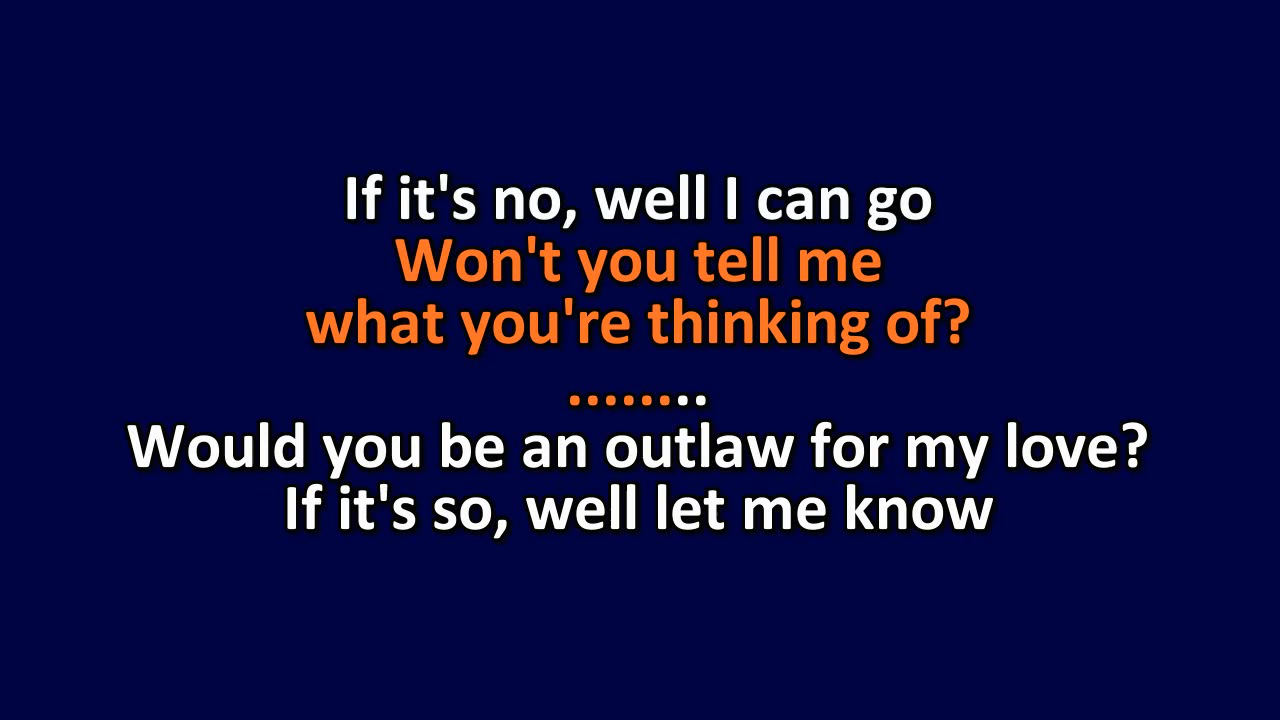 If it's no, well I can go
Won't you tell me
what you're thinking of?
........
Would you be an outlaw for my love?
If it's so, well let me know